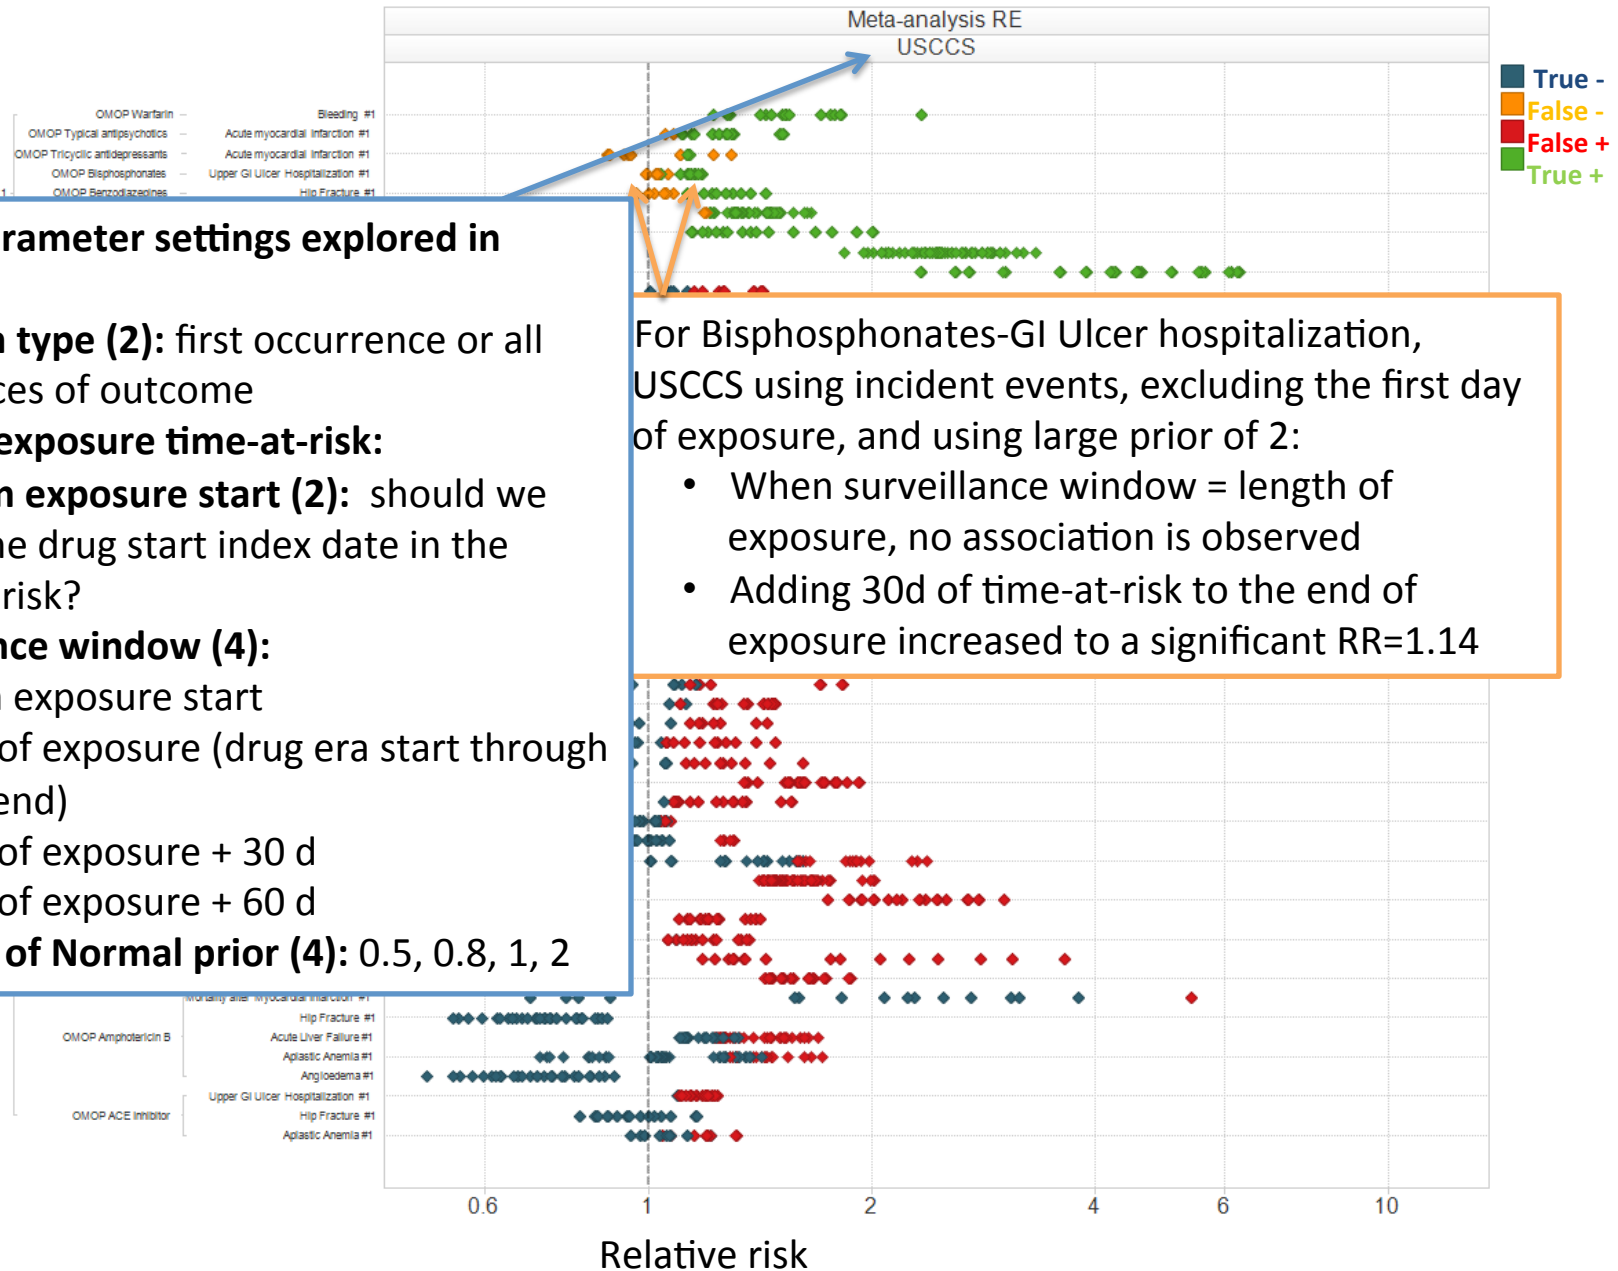 Meta-analysis RE
USCCS
True -
False -
False +
True +
OMOP Warfarin
Bleeding #1
OMOP Typical antipsychotics
Acute myocardial Infarction #1
OMOP Tricyclic antidepressants
Acute myocardial Infarction #1
OMOP Bisphosphonates
Upper GI Ulcer Hospitalization #1
1
OMOP Benzodiazepines
Hip Fracture #1
rameter settings explored in
type (2): first occurrence or all
ces of outcome
exposure time-at-risk:
n exposure start (2): should we
ne drug start index date in the
risk?
nce window (4):
exposure start
of exposure (drug era start through
end)
of exposure + 30 d
of exposure + 60 d
of Normal prior (4): 0.5, 0.8, 1, 2
For Bisphosphonates-GI Ulcer hospitalization,
USCCS using incident events, excluding the first day
of exposure, and using large prior of 2:
• When surveillance window = length of
exposure, no association is observed
• Adding 30d of time-at-risk to the end of
exposure increased to a significant RR=1.14
Mortality after Myocardial Infarction #1
Hip Fracture #1
OMOP Amphotericin B
Acute Liver Failure #1
Aplastic Anemia #1
Angioedema #1
Upper GI Ulcer Hospitalization #1
OMOP ACE Inhibitor
Hip Fracture #1
Aplastic Anemia #1
0.6 1 2 4 6 10
Relative risk